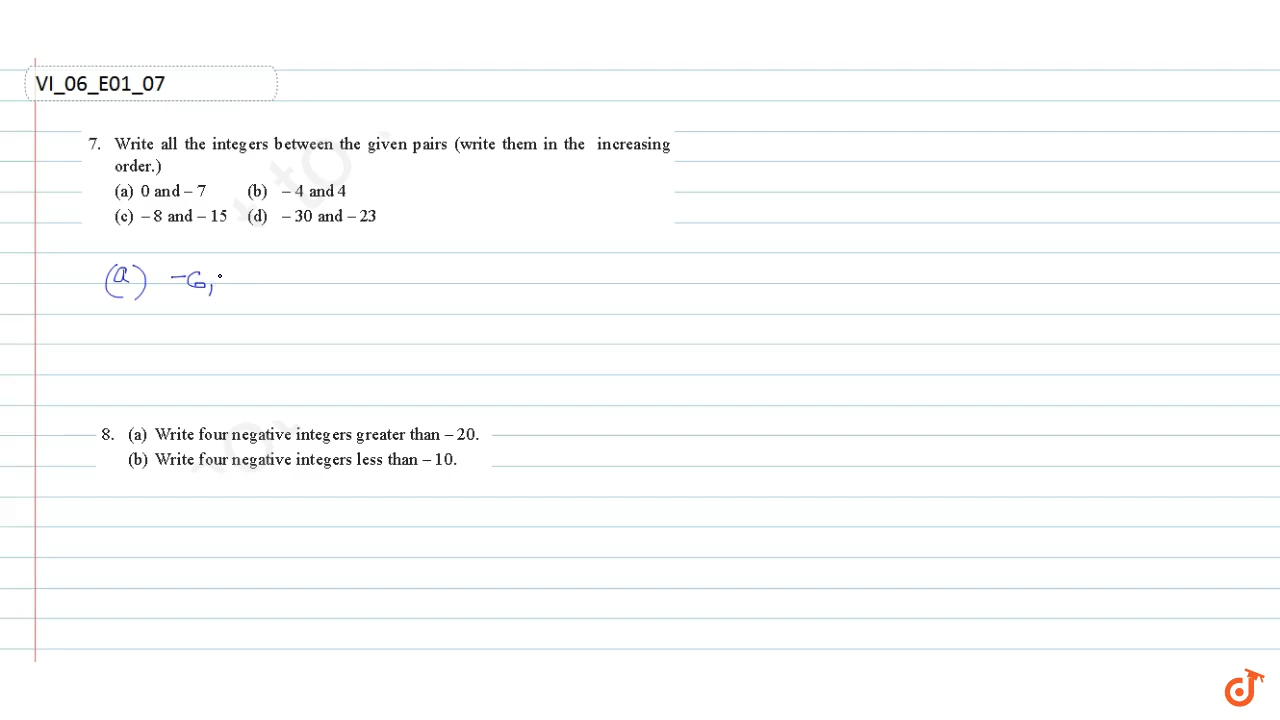 VI_06_E01_07
7. Write all the integers between the given pairs (write them in the increasing
order.)
(a) 0 and – 7 (b) – 4 and 4
(c) – 8 and – 15 (d) – 30 and – 23
(a) -6,
8. (a) Write four negative integers greater than – 20.
(b) Write four negative integers less than – 10.